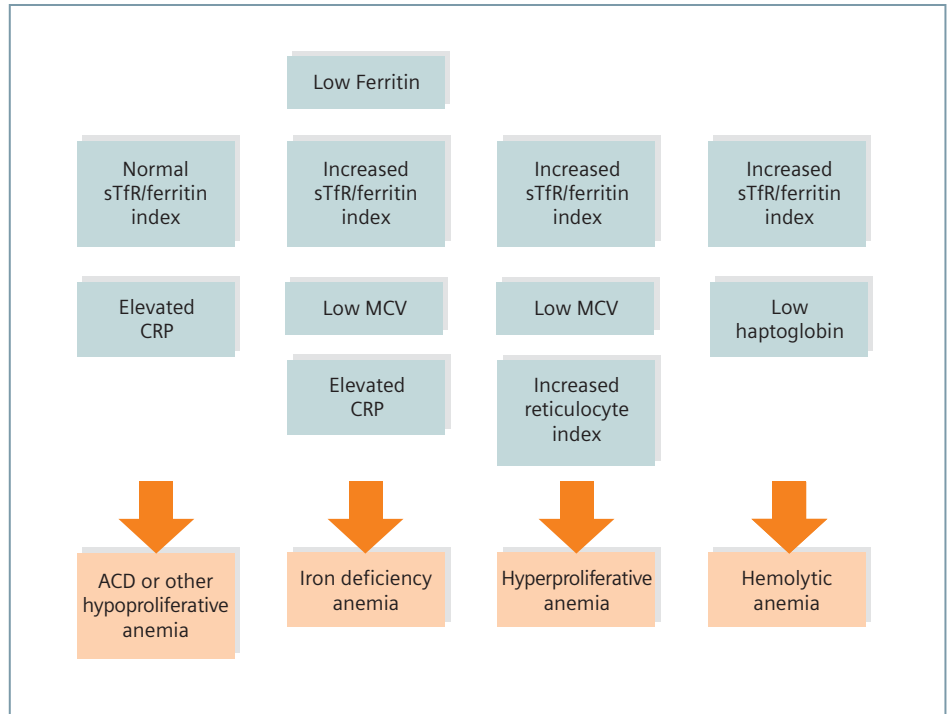 Low Ferritin
Normal
sTfR/ferritin
index
Increased
sTfR/ferritin
index
Increased
sTfR/ferritin
index
Increased
sTfR/ferritin
index
Elevated
CRP
Low MCV
Low MCV
Low
haptoglobin
Elevated
CRP
Increased
reticulocyte
index
ACD or other
hypoproliferative
anemia
Iron deficiency
anemia
Hyperproliferative
anemia
Hemolytic
anemia